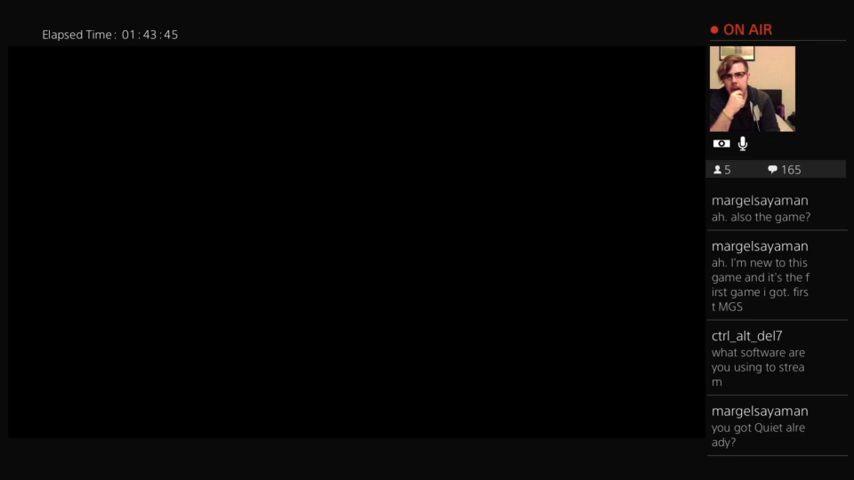 Elapsed Time: 01:43:45
ON AIR
5 165
margelsayaman
ah. also the game?
margelsayaman
ah. I'm new to this
game and it's the f
irst game i got. firs
t MGS
ctrl_alt_del7
what software are
you using to strea
m
margelsayaman
you got Quiet alre
ady?